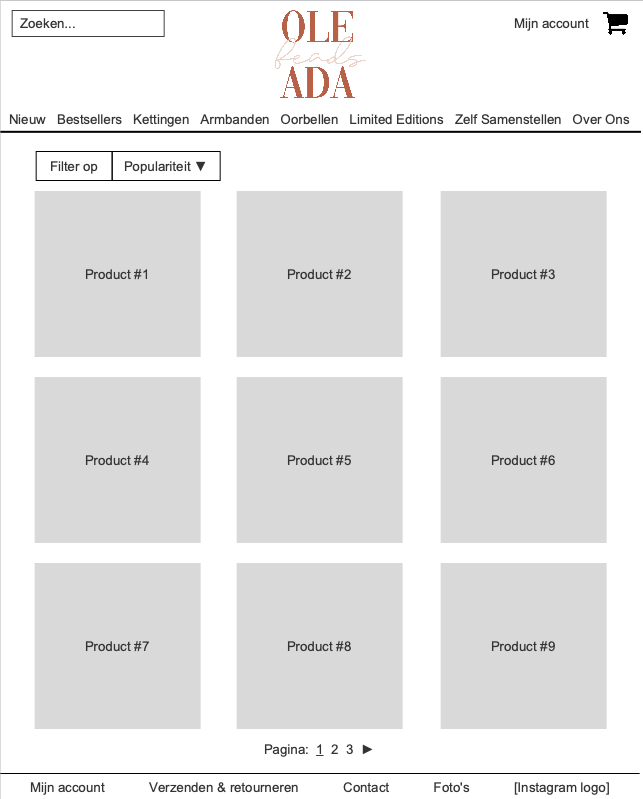 Zoeken...
OLE
beads
ADA
Mijn account
Nieuw Bestsellers Kettingen Armbanden Oorbellen Limited Editions Zelf Samenstellen Over Ons
Filter op Populariteit ▼
Product #1 Product #2 Product #3
Product #4 Product #5 Product #6
Product #7 Product #8 Product #9
Pagina: 1 2 3 ►
Mijn account Verzenden & retourneren Contact Foto's [Instagram logo]